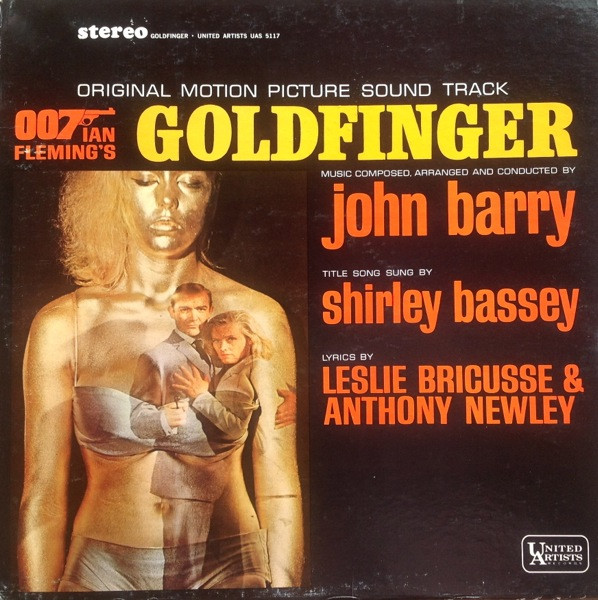 stereo GOLDFINGER · UNITED ARTISTS UAS 5117
ORIGINAL MOTION PICTURE SOUND TRACK
007 IAN
FLEMING'S
GOLDFINGER
MUSIC COMPOSED, ARRANGED AND CONDUCTED BY
john barry
TITLE SONG SUNG BY
shirley bassey
LYRICS BY
LESLIE BRICUSSE &
ANTHONY NEWLEY
UNITED
ARTISTS
RECORDS